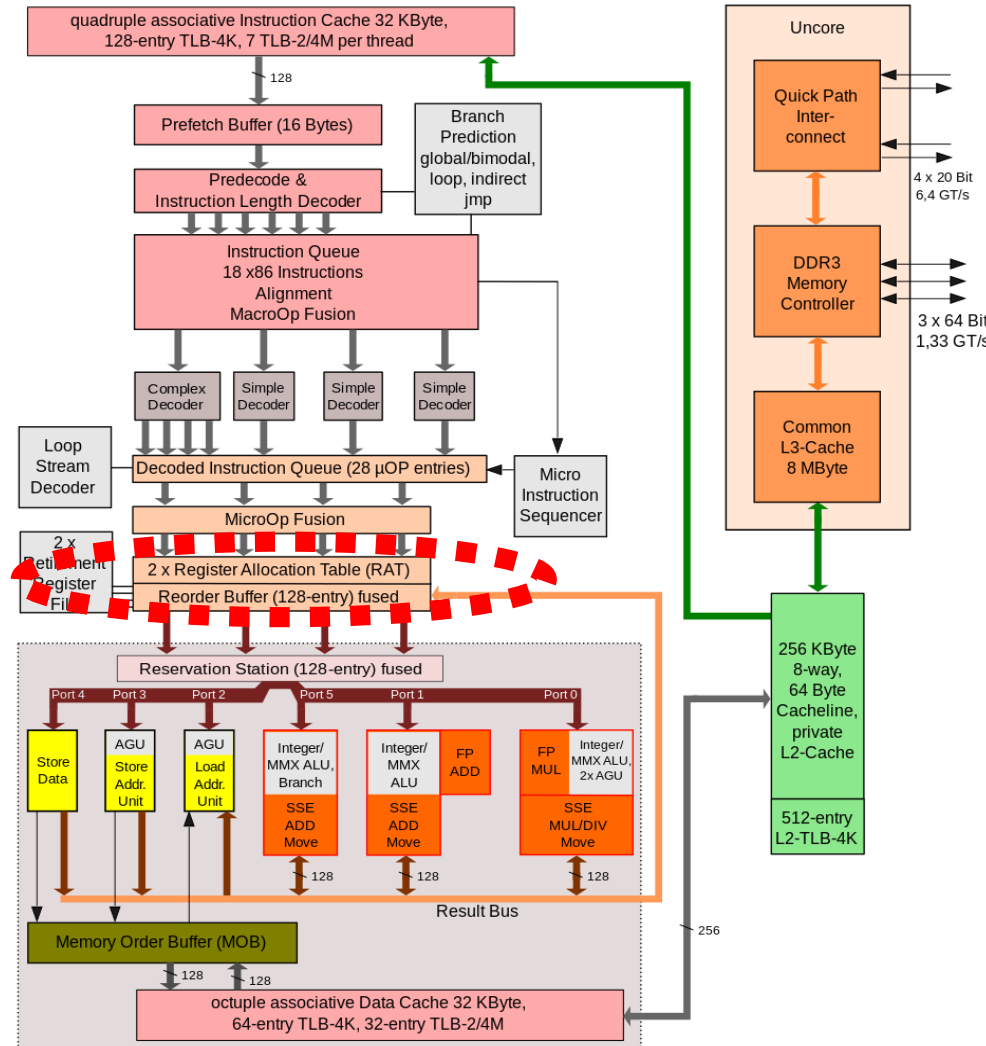 quadruple associative Instruction Cache 32 KByte,
128-entry TLB-4K, 7 TLB-2/4M per thread
128
Prefetch Buffer (16 Bytes)
Predecode &
Instruction Length Decoder
Branch
Prediction
global/bimodal,
loop, indirect
jmp
Instruction Queue
18 x86 Instructions
Alignment
MacroOp Fusion
Complex
Decoder
Simple
Decoder
Simple
Decoder
Simple
Decoder
Loop
Stream
Decoder
Decoded Instruction Queue (28 µOP entries)
Micro
Instruction
Sequencer
MicroOp Fusion
2 x
Retirement
Register
File
2 x Register Allocation Table (RAT)
Reorder Buffer (128-entry) fused
Reservation Station (128-entry) fused
Port 4
Port 3
Port 2
Port 5
Port 1
Port 0
Store
Data
AGU
Store
Addr.
Unit
AGU
Load
Addr.
Unit
Integer/
MMX ALU,
Branch
SSE
ADD
Move
Integer/
MMX
ALU
FP
ADD
SSE
ADD
Move
FP
MUL
Integer/
MMX ALU,
2x AGU
SSE
MUL/DIV
Move
128
128
128
Result Bus
Memory Order Buffer (MOB)
128
128
octuple associative Data Cache 32 KByte,
64-entry TLB-4K, 32-entry TLB-2/4M
256
Uncore
Quick Path
Inter-
connect
4 x 20 Bit
6,4 GT/s
DDR3
Memory
Controller
3 x 64 Bit
1,33 GT/s
Common
L3-Cache
8 MByte
256 KByte
8-way,
64 Byte
Cacheline,
private
L2-Cache
512-entry
L2-TLB-4K